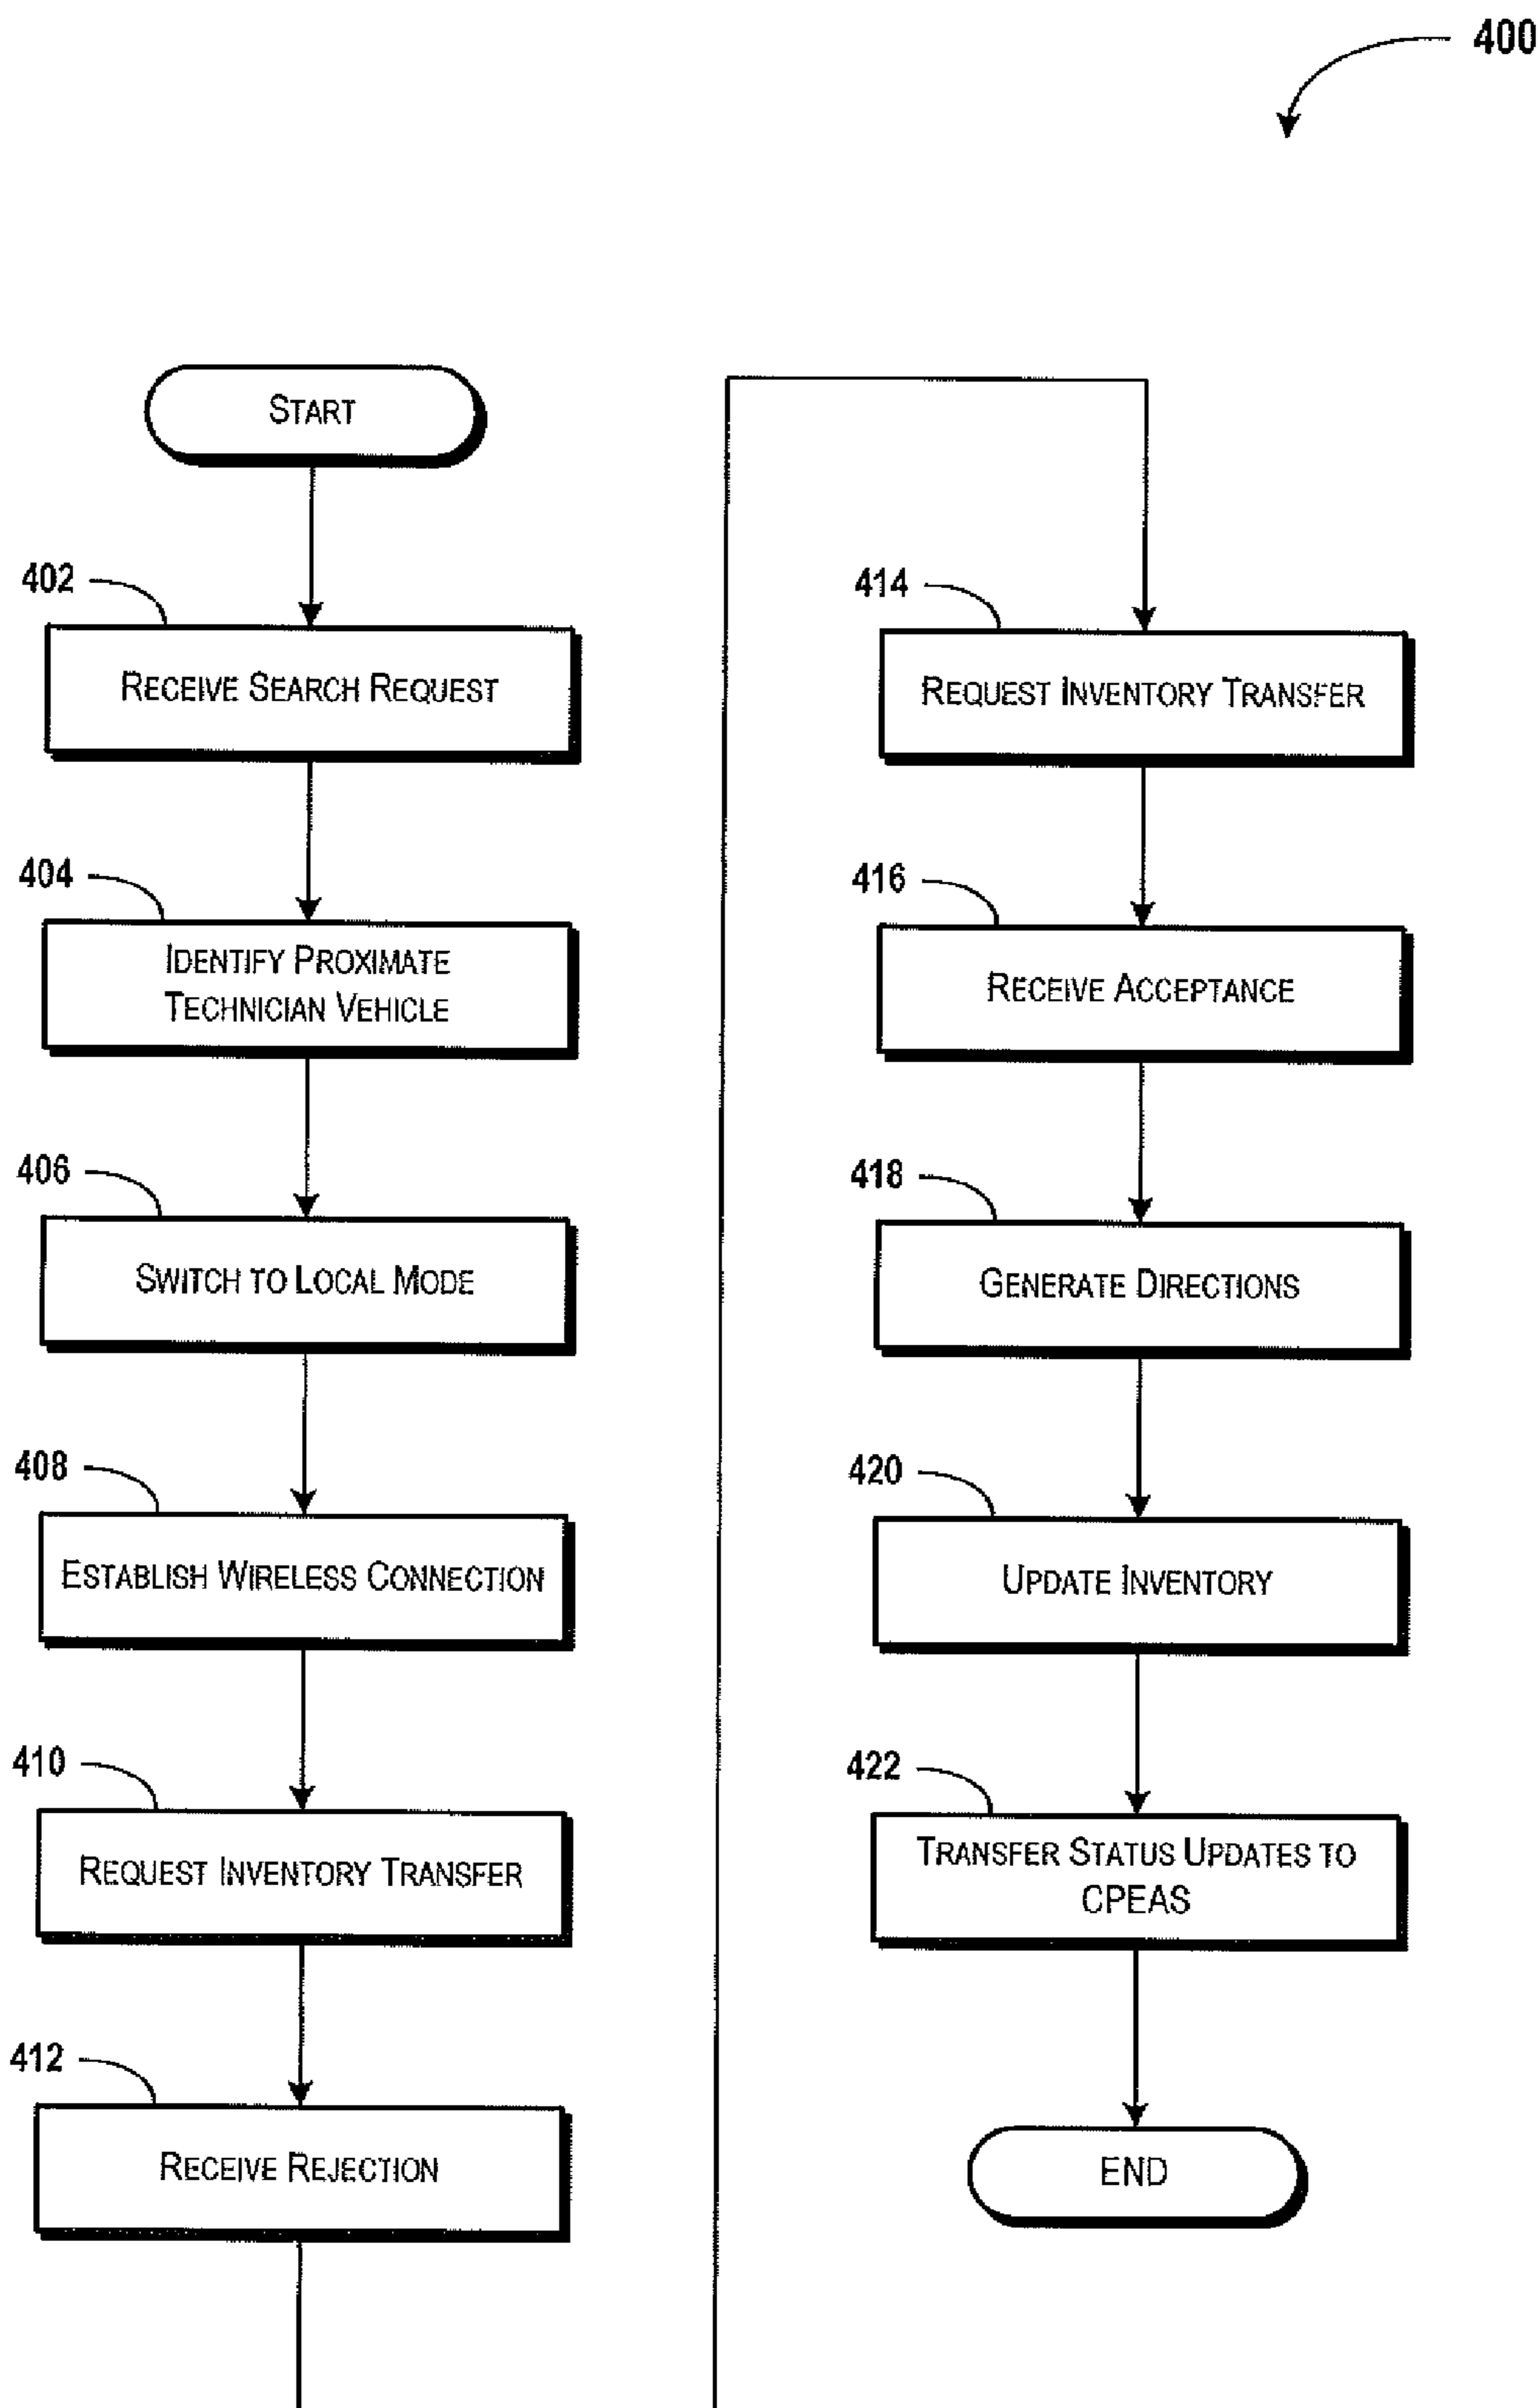 400
START
402
RECEIVE SEARCH REQUEST
404
IDENTIFY PROXIMATE
TECHNICIAN VEHICLE
406
SWITCH TO LOCAL MODE
408
ESTABLISH WIRELESS CONNECTION
410
REQUEST INVENTORY TRANSFER
412
RECEIVE REJECTION
414
REQUEST INVENTORY TRANSFER
416
RECEIVE ACCEPTANCE
418
GENERATE DIRECTIONS
420
UPDATE INVENTORY
422
TRANSFER STATUS UPDATES TO
CPEAS
END